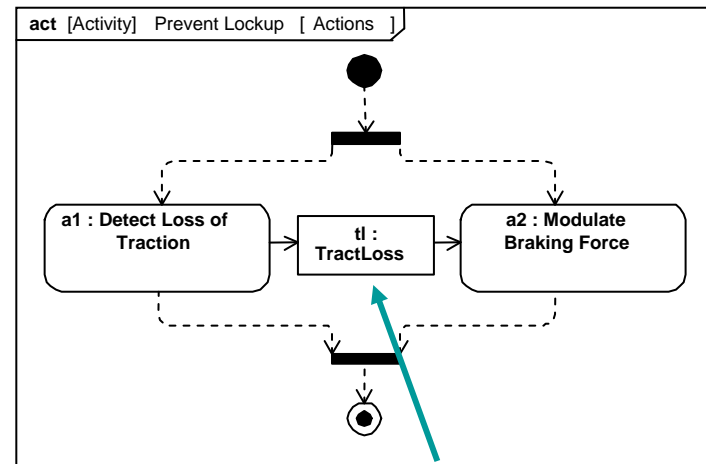 act [Activity] Prevent Lockup [ Actions ]
a1 : Detect Loss of
Traction
tl :
TractLoss
a2 : Modulate
Braking Force